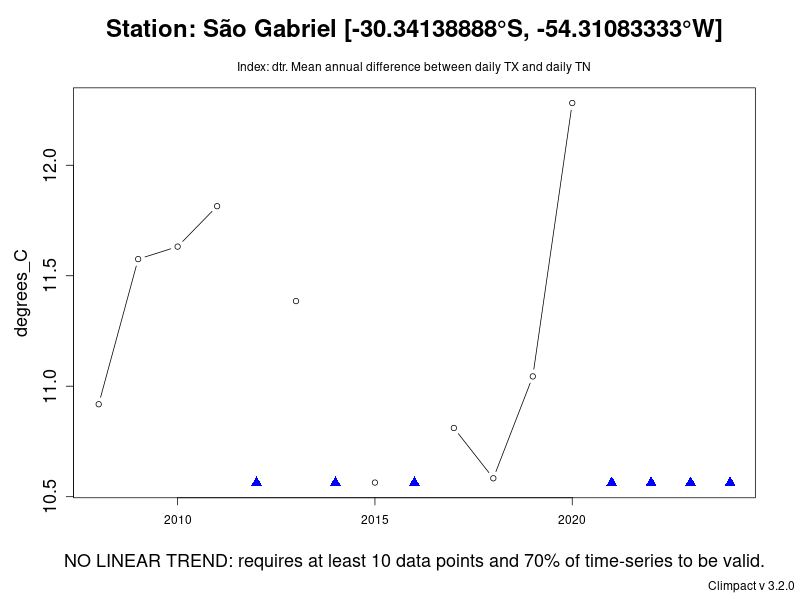 Station: São Gabriel [-30.34138888°S, -54.31083333°W]
Index: dtr. Mean annual difference between daily TX and daily TN
degrees_C
12.0
11.5
11.0
10.5
2010
2015
2020
NO LINEAR TREND: requires at least 10 data points and 70% of time-series to be valid.
Climpact v 3.2.0